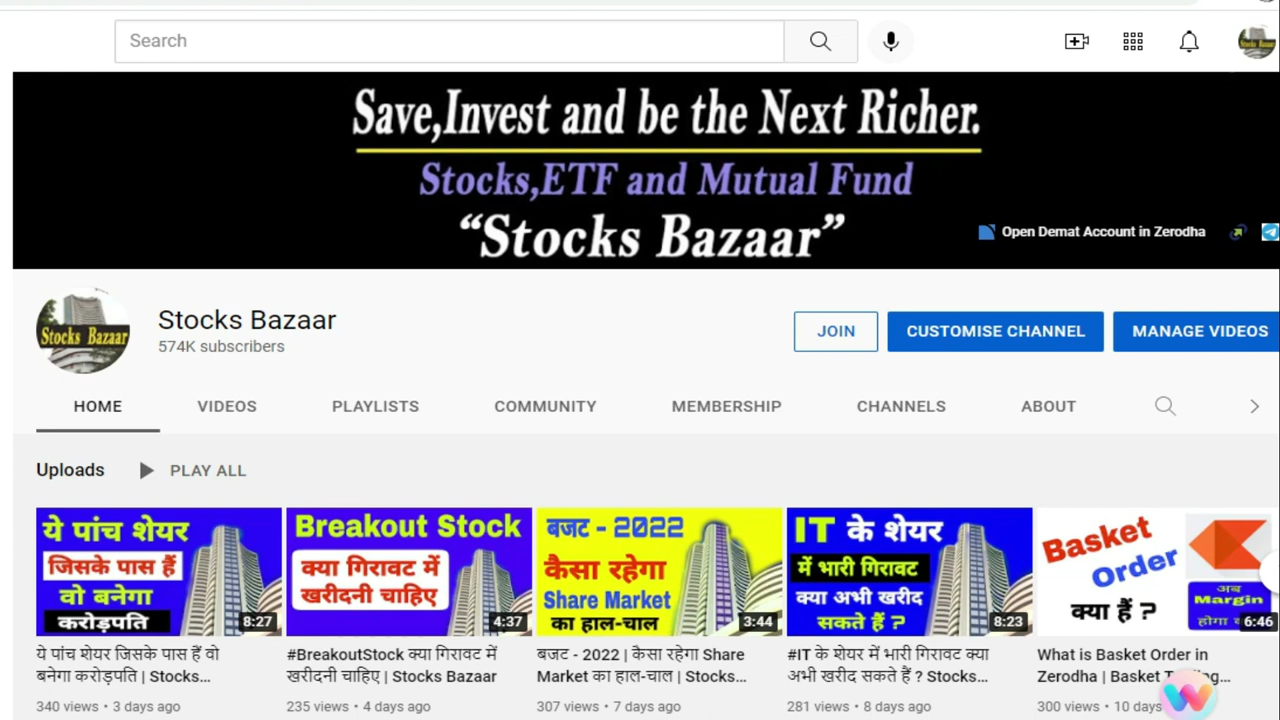 Search
Save,Invest and be the Next Richer.
Stocks,ETF and Mutual Fund
“Stocks Bazaar”
Open Demat Account in Zerodha
Stocks Bazaar
Stocks Bazaar
574K subscribers
JOIN
CUSTOMISE CHANNEL
MANAGE VIDEOS
HOME
VIDEOS
PLAYLISTS
COMMUNITY
MEMBERSHIP
CHANNELS
ABOUT
Uploads
PLAY ALL
ये पांच शेयर
जिसके पास हैं
वो बनेगा
करोड़पति
8:27
Breakout Stock
क्या गिरावट में
खरीदनी चाहिए
4:37
बजट - 2022
कैसा रहेगा
Share Market
का हाल-चाल
3:44
IT के शेयर
में भारी गिरावट
क्या अभी खरीद
सकते हैं ?
8:23
Basket
Order
क्या हैं ?
अब
Margin
होगा
6:46
ये पांच शेयर जिसके पास हैं वो
बनेगा करोड़पति | Stocks...
340 views • 3 days ago
#BreakoutStock क्या गिरावट में
खरीदनी चाहिए | Stocks Bazaar
235 views • 4 days ago
बजट - 2022 | कैसा रहेगा Share
Market का हाल-चाल | Stocks...
307 views • 7 days ago
#IT के शेयर में भारी गिरावट क्या
अभी खरीद सकते हैं ? Stocks...
281 views • 8 days ago
What is Basket Order in
Zerodha | Basket
300 views • 10 days